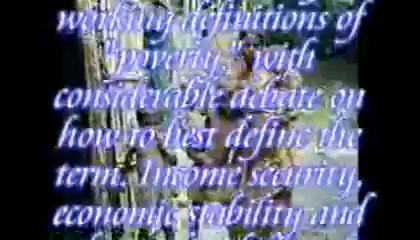 working definitions of
"poverty," with
considerable debate on
how to best define the
term. Income security,
economic stability and